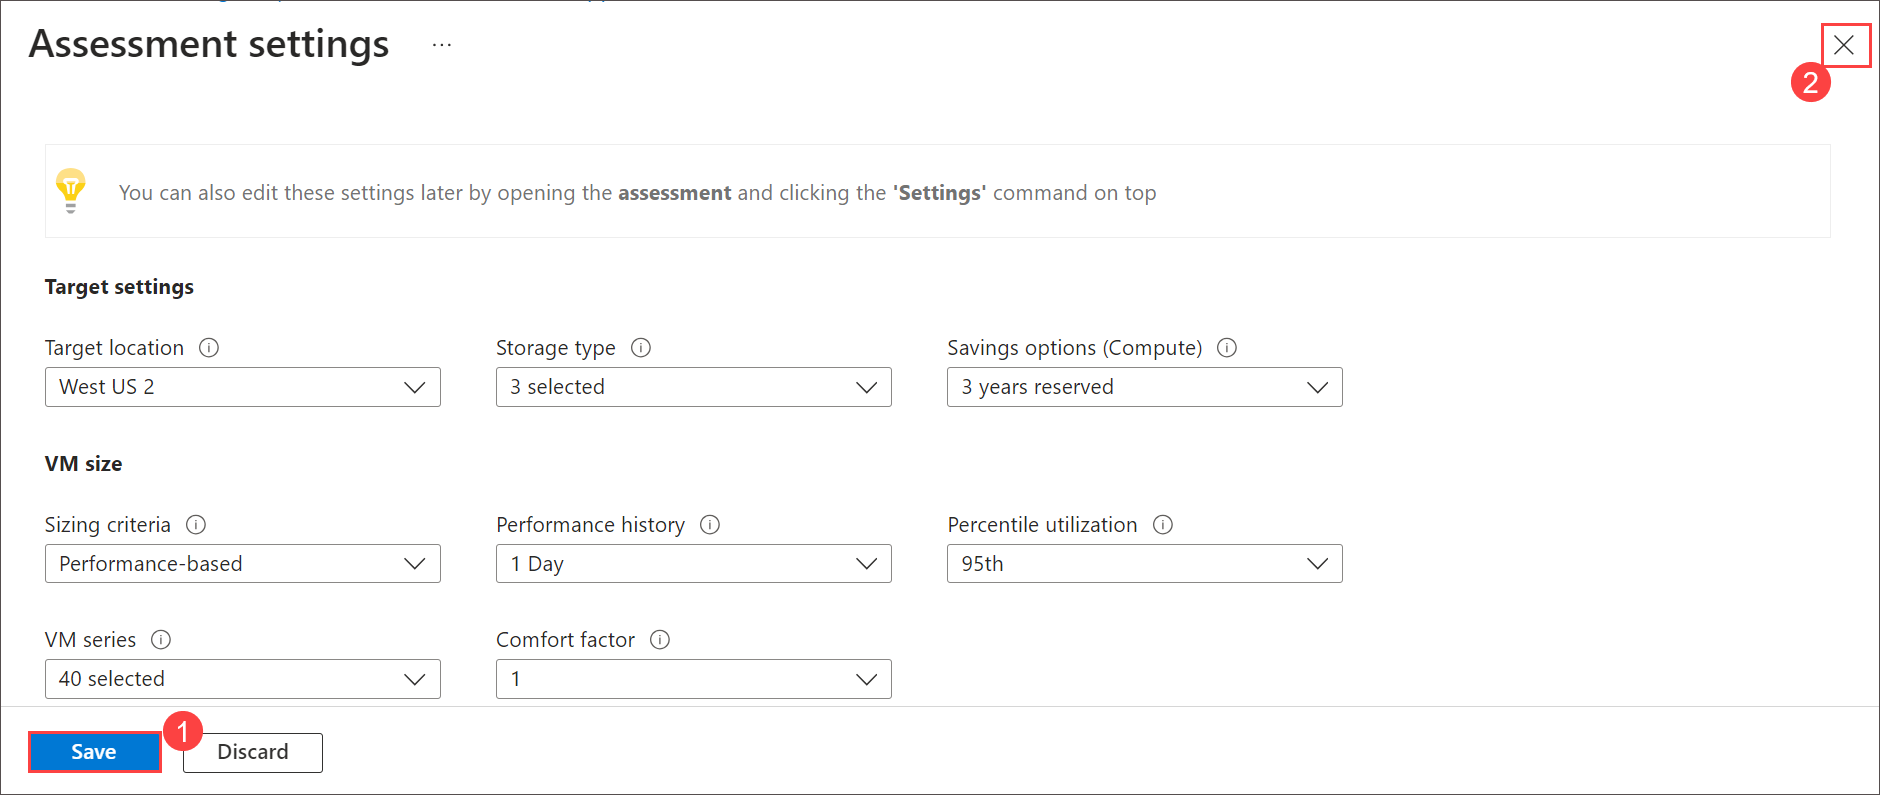 Assessment settings ...
2
You can also edit these settings later by opening the assessment and clicking the 'Settings' command on top
Target settings
Target location Storage type Savings options (Compute)
West US 2 3 selected 3 years reserved
VM size
Sizing criteria Performance history Percentile utilization
Performance-based 1 Day 95th
VM series Comfort factor
40 selected 1
1
Save Discard